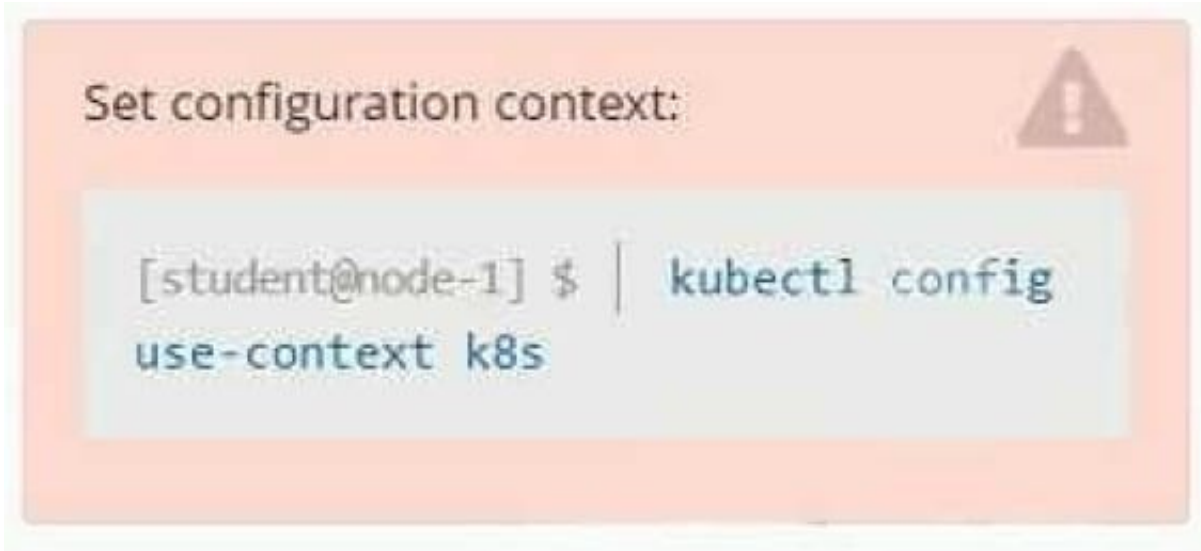 Set configuration context:
[student@node-1] $ | kubectl config
use-context k8s